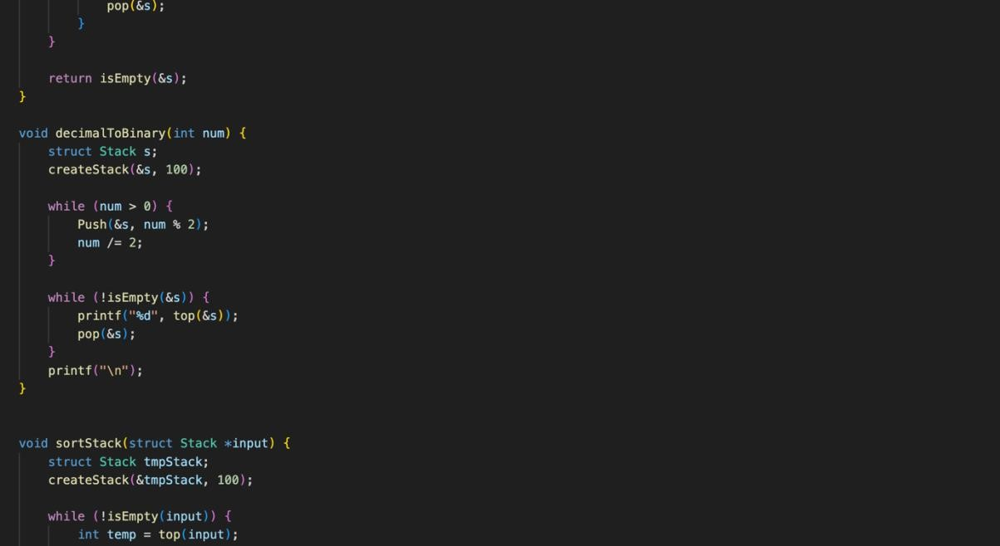 pop(&s);
}
}
return isEmpty(&s);
}
void decimalToBinary(int num) {
struct Stack s;
createStack(&s, 100);
while (num > 0) {
Push(&s, num % 2);
num /= 2;
}
while (!isEmpty(&s)) {
printf("%d", top(&s));
pop(&s);
}
printf("\n");
}
void sortStack(struct Stack *input) {
struct Stack tmpStack;
createStack(&tmpStack, 100);
while (!isEmpty(input)) {
int temp = top(input);